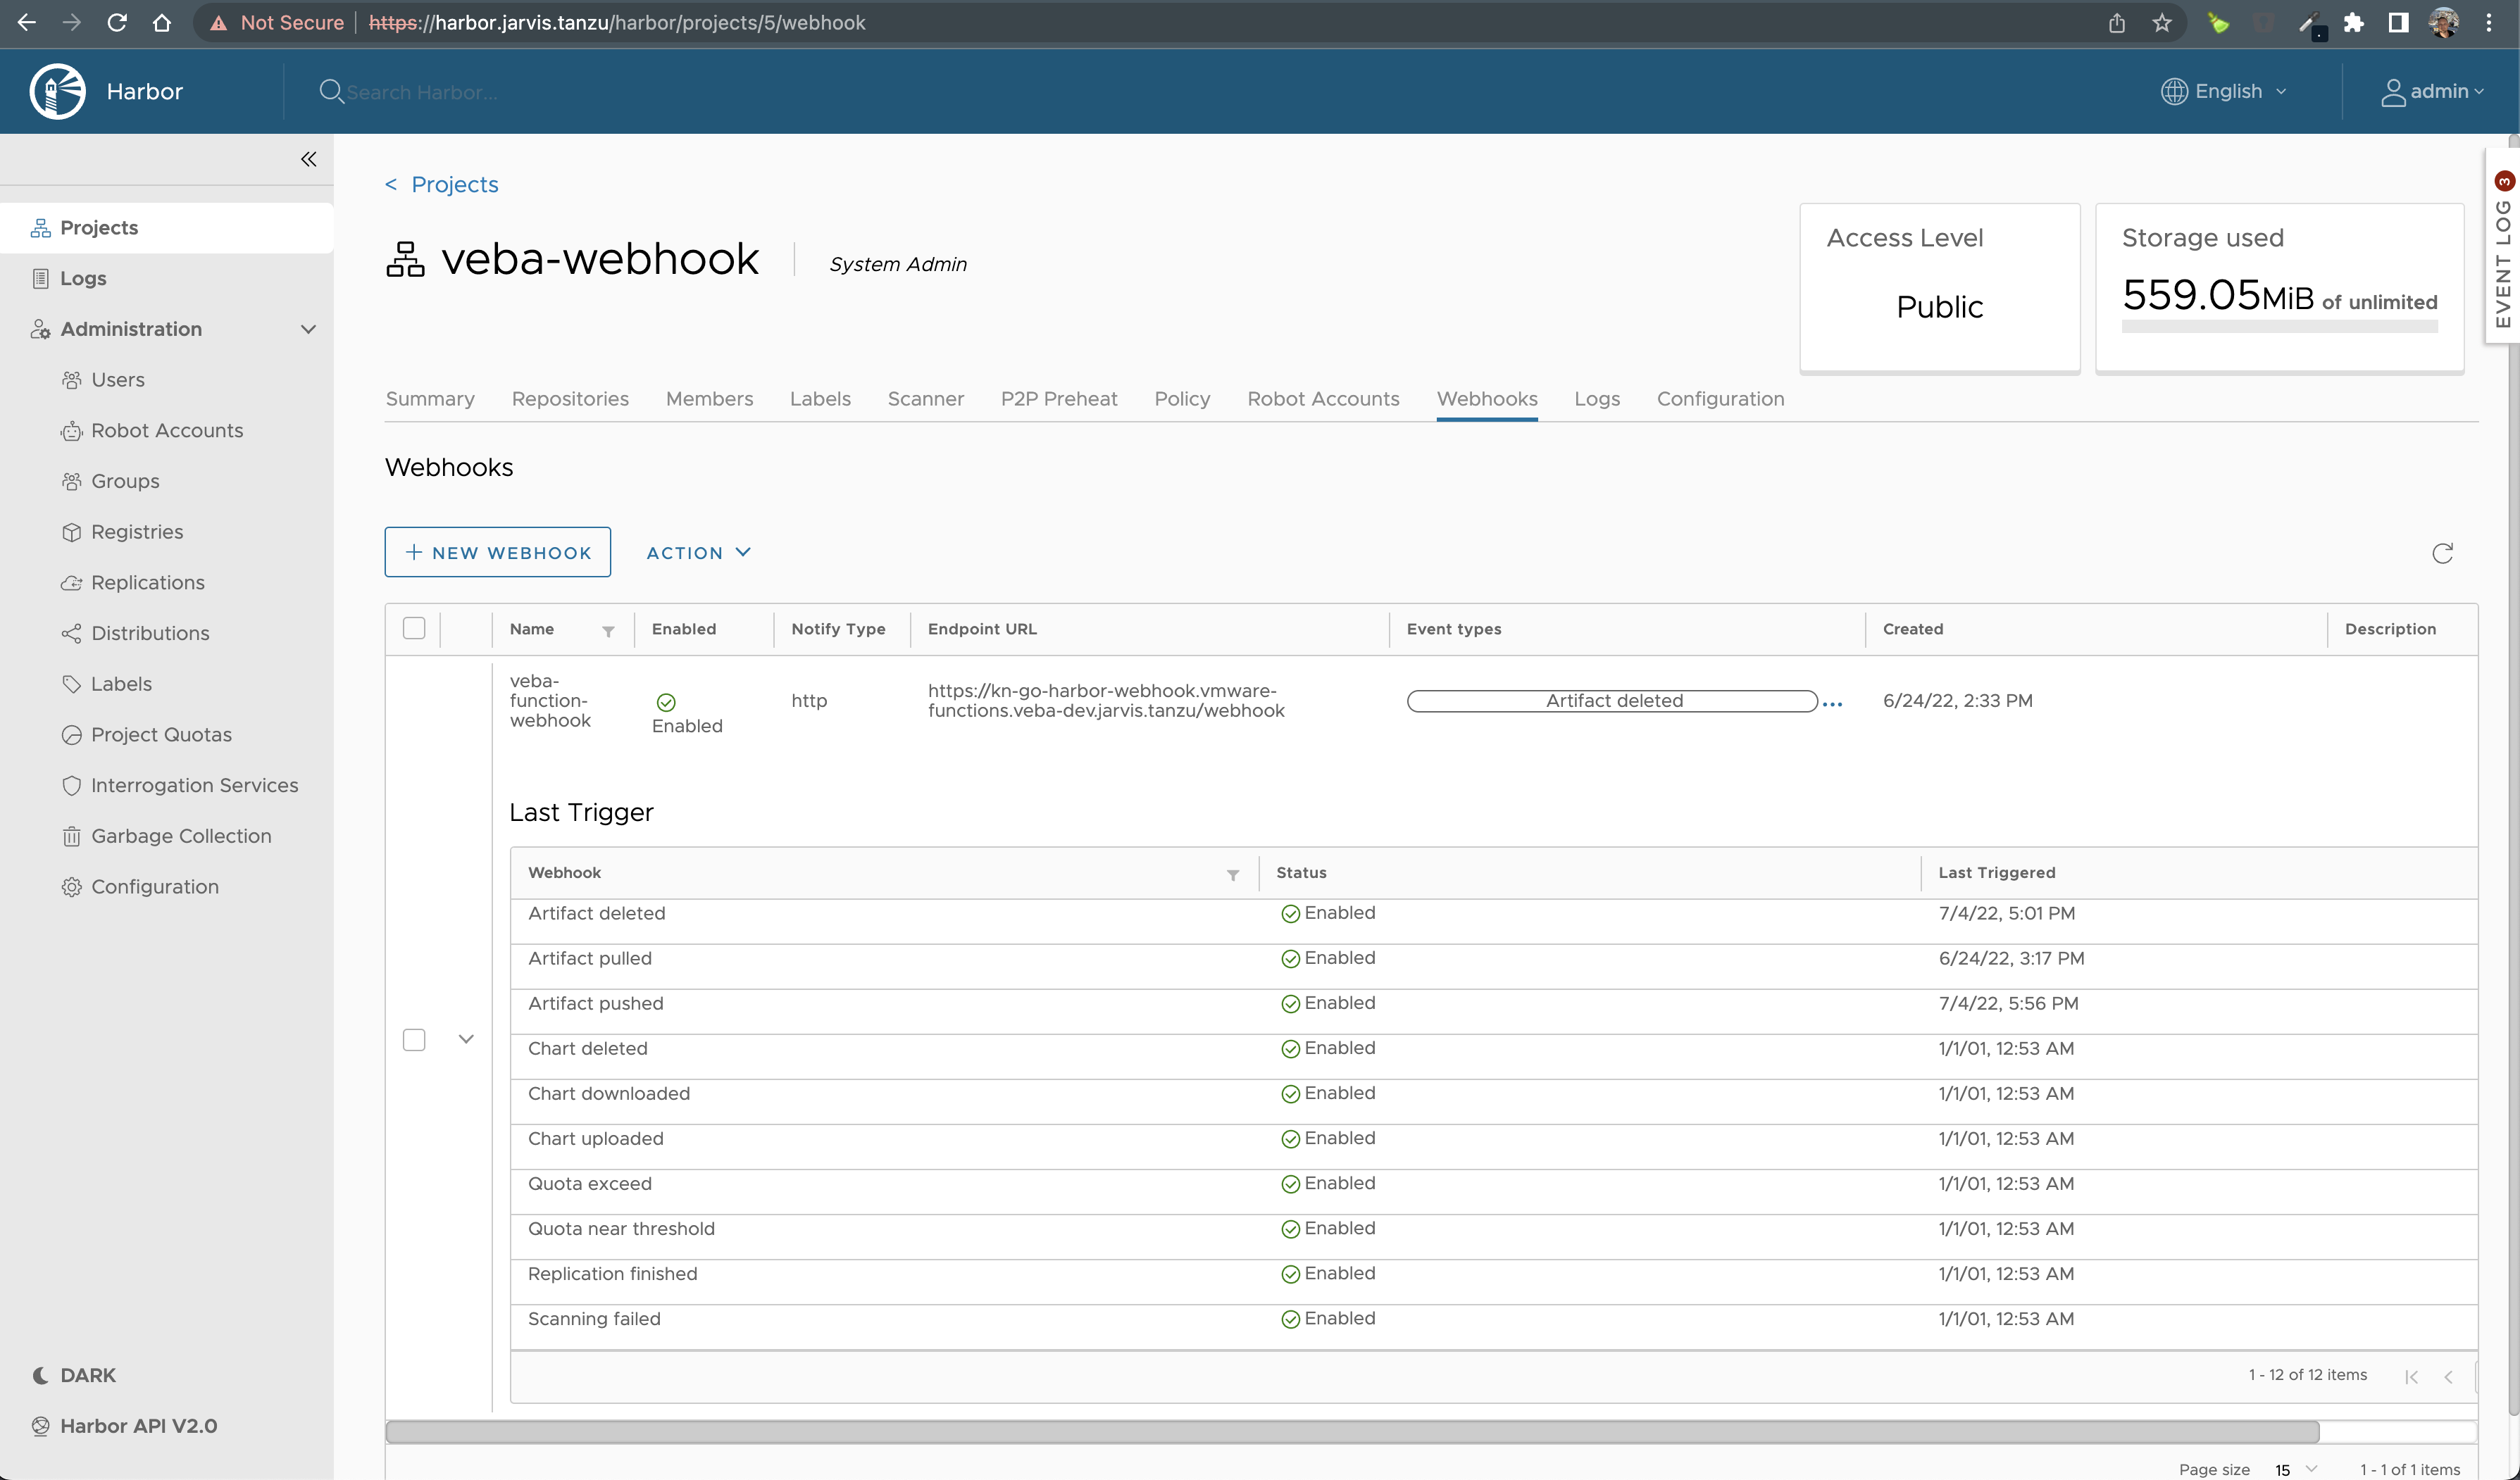 Not Secure | https://harbor.jarvis.tanzu/harbor/projects/5/webhook
Harbor
Search Harbor...
English
admin
Projects
Logs
Administration
Users
Robot Accounts
Groups
Registries
Replications
Distributions
Labels
Project Quotas
Interrogation Services
Garbage Collection
Configuration
DARK
Harbor API V2.0
< Projects
veba-webhook
System Admin
Access Level
Public
Storage used
559.05MiB of unlimited
EVENT LOG 3
Summary Repositories Members Labels Scanner P2P Preheat Policy Robot Accounts Webhooks Logs Configuration
Webhooks
+ NEW WEBHOOK
ACTION
Name Enabled Notify Type Endpoint URL Event types Created Description
veba-
function-
webhook
Enabled
http
https://kn-go-harbor-webhook.vmware-
functions.veba-dev.jarvis.tanzu/webhook
Artifact deleted ...
6/24/22, 2:33 PM
Last Trigger
Webhook Status Last Triggered
Artifact deleted Enabled 7/4/22, 5:01 PM
Artifact pulled Enabled 6/24/22, 3:17 PM
Artifact pushed Enabled 7/4/22, 5:56 PM
Chart deleted Enabled 1/1/01, 12:53 AM
Chart downloaded Enabled 1/1/01, 12:53 AM
Chart uploaded Enabled 1/1/01, 12:53 AM
Quota exceed Enabled 1/1/01, 12:53 AM
Quota near threshold Enabled 1/1/01, 12:53 AM
Replication finished Enabled 1/1/01, 12:53 AM
Scanning failed Enabled 1/1/01, 12:53 AM
1 - 12 of 12 items
Page size 15 1 - 1 of 1 items